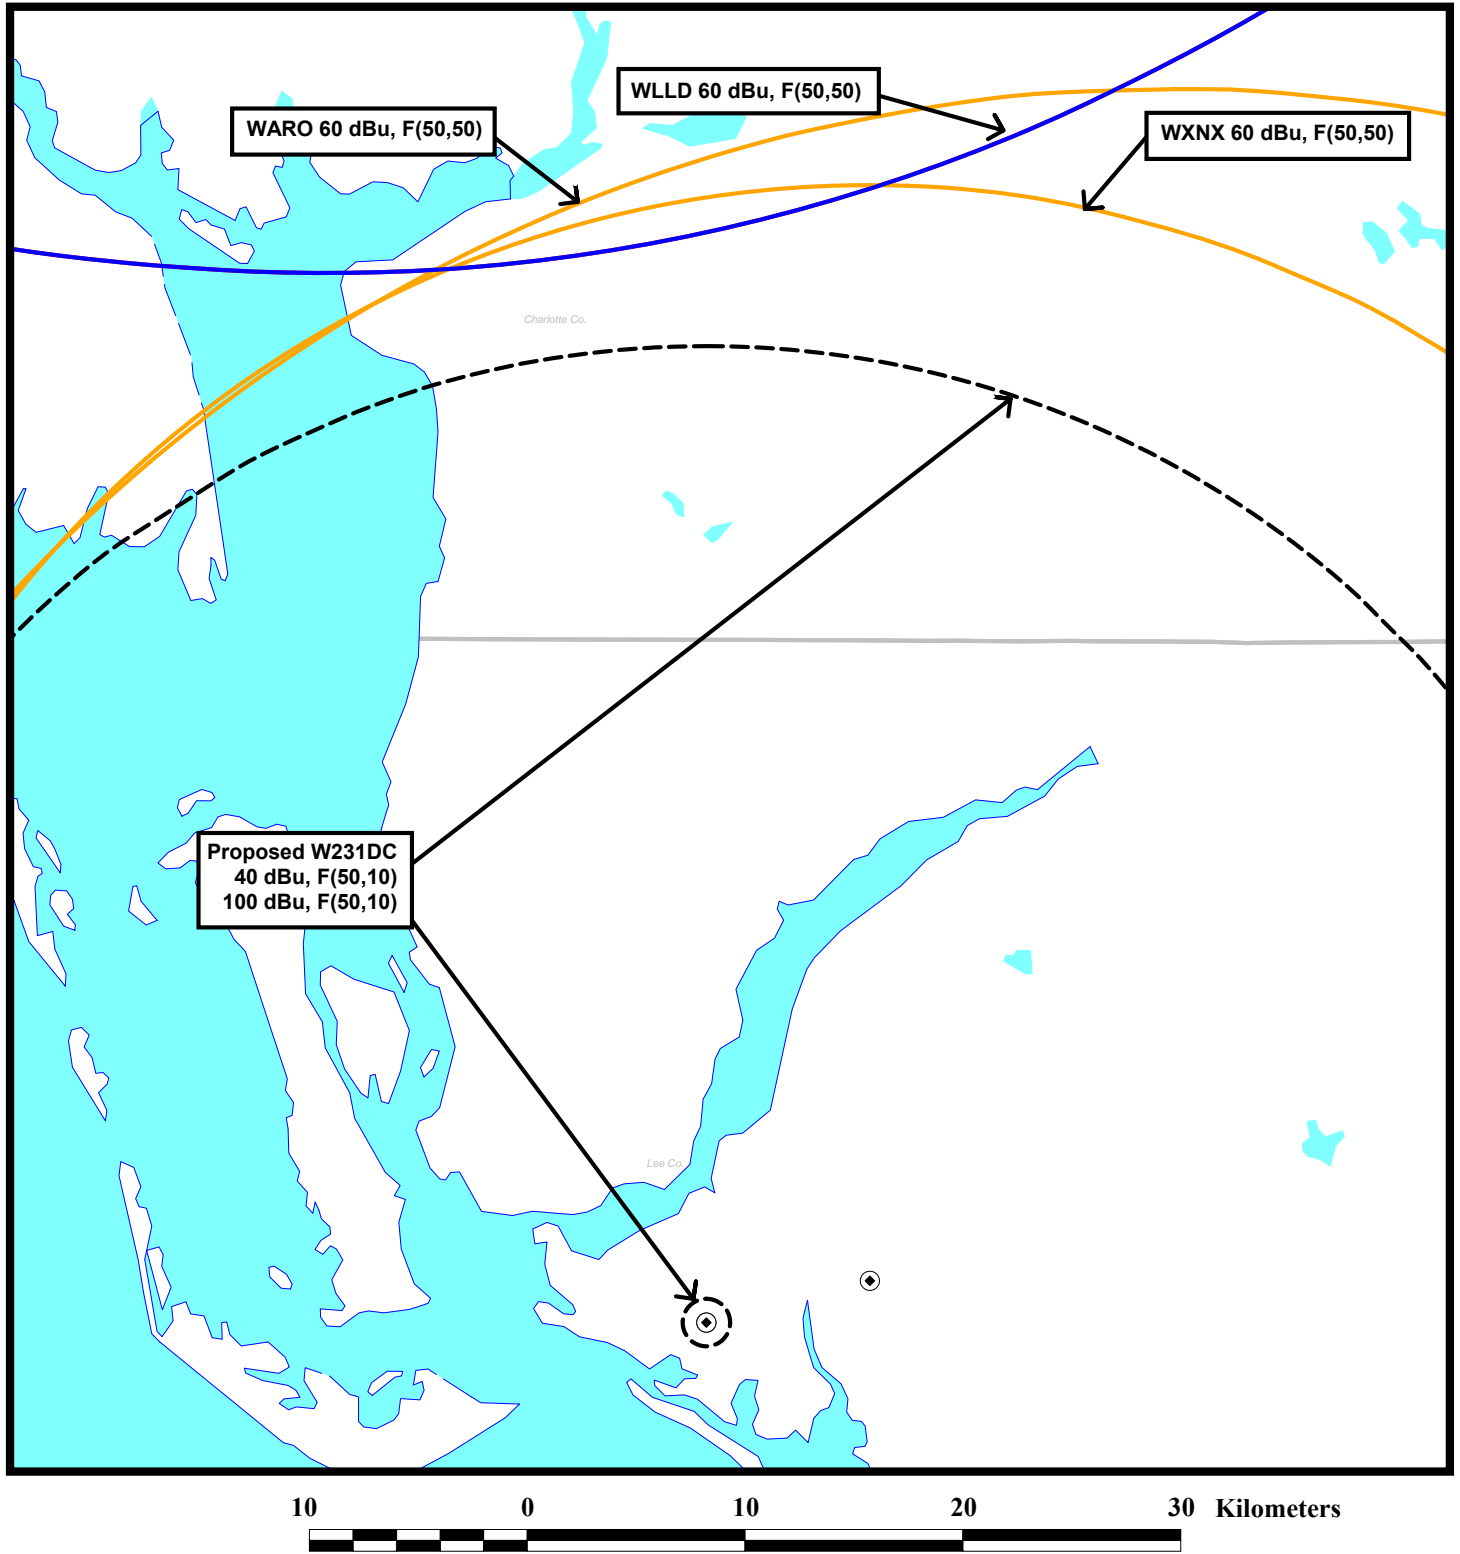 WLLD 60 dBu, F(50,50)
WARO 60 dBu, F(50,50)
WXNX 60 dBu, F(50,50)
Charlotte Co.
Proposed W231DC
40 dBu, F(50,10)
100 dBu, F(50,10)
Lee Co.
10 0 10 20 30 Kilometers